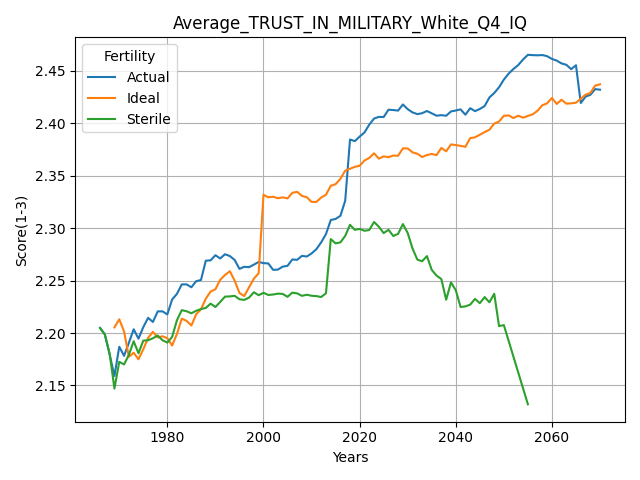 Average_TRUST_IN_MILITARY_White_Q4_IQ
Fertility
Actual
Ideal
Sterile
Score(1-3)
2.45
2.40
2.35
2.30
2.25
2.20
2.15
1980 2000 2020 2040 2060
Years